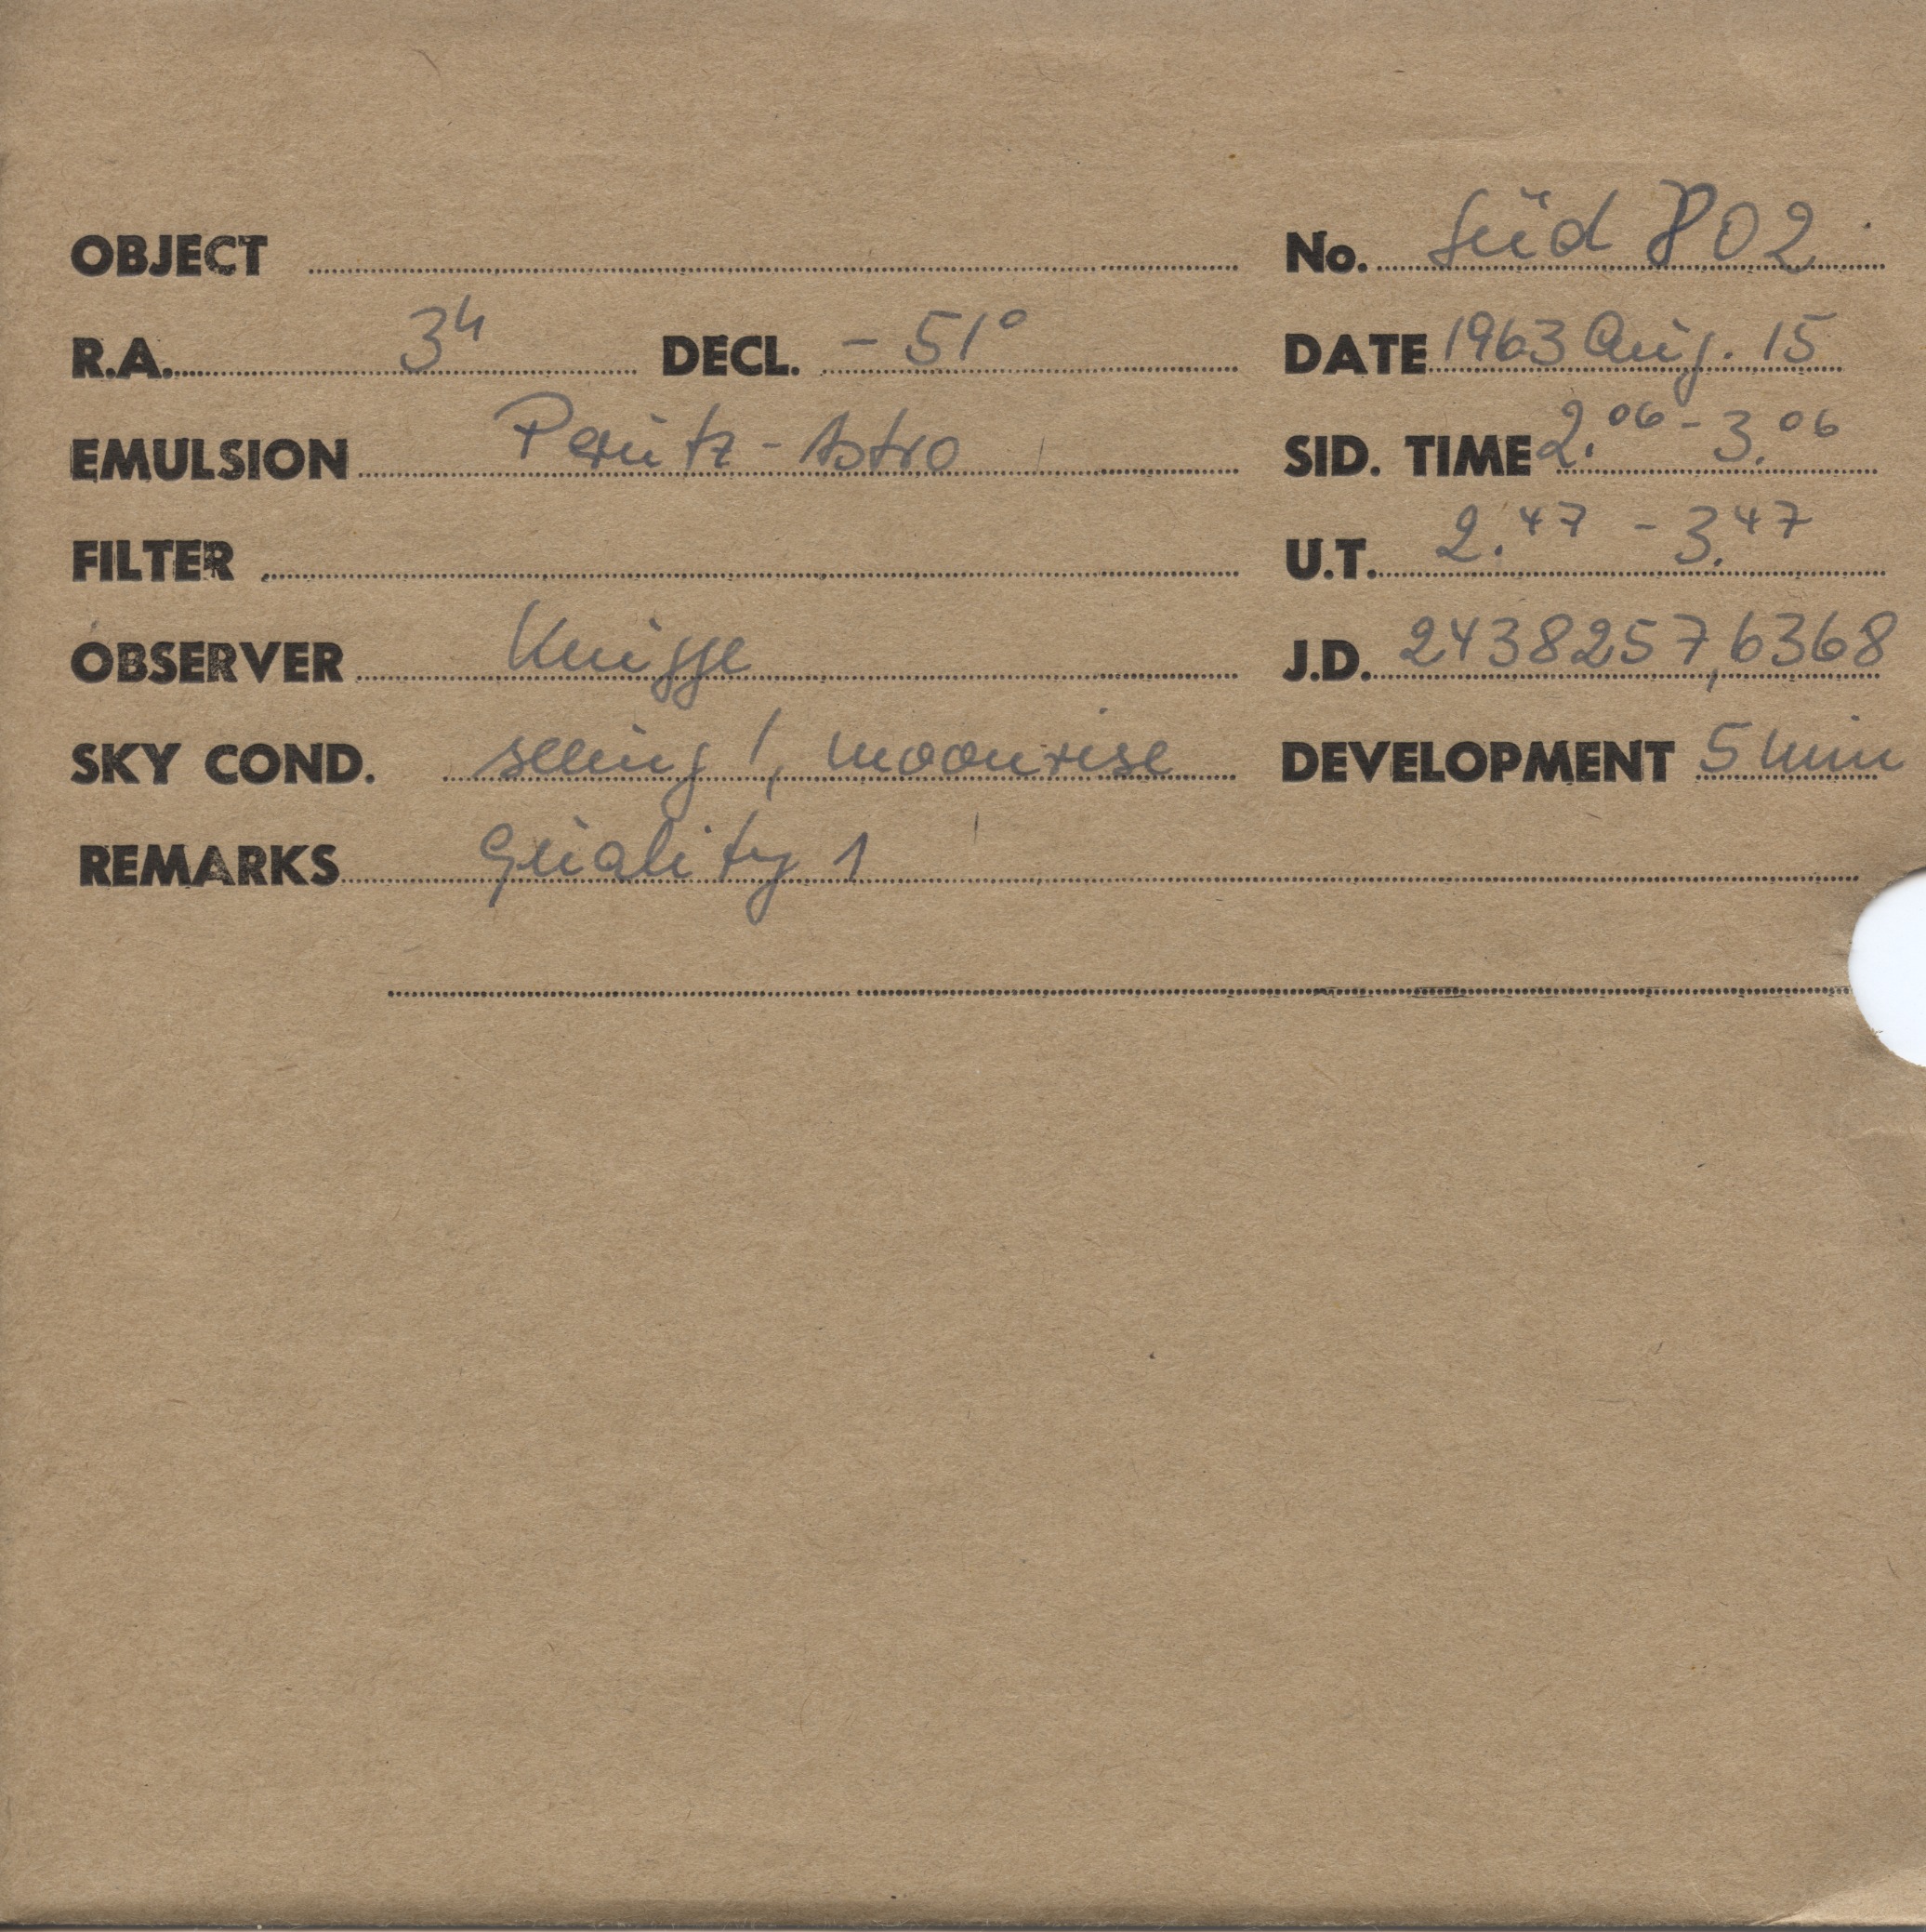 OBJECT No. Süd 802
R.A. 3h DECL. - 51° DATE 1963 Aug. 15
EMULSION Perutz - Astro SID. TIME 2.06 - 3.06
FILTER U.T. 2.47 - 3.47
OBSERVER Knigge J.D. 2438257,6368
SKY COND. seeing 1, moonrise DEVELOPMENT 5 min
REMARKS Quality 1